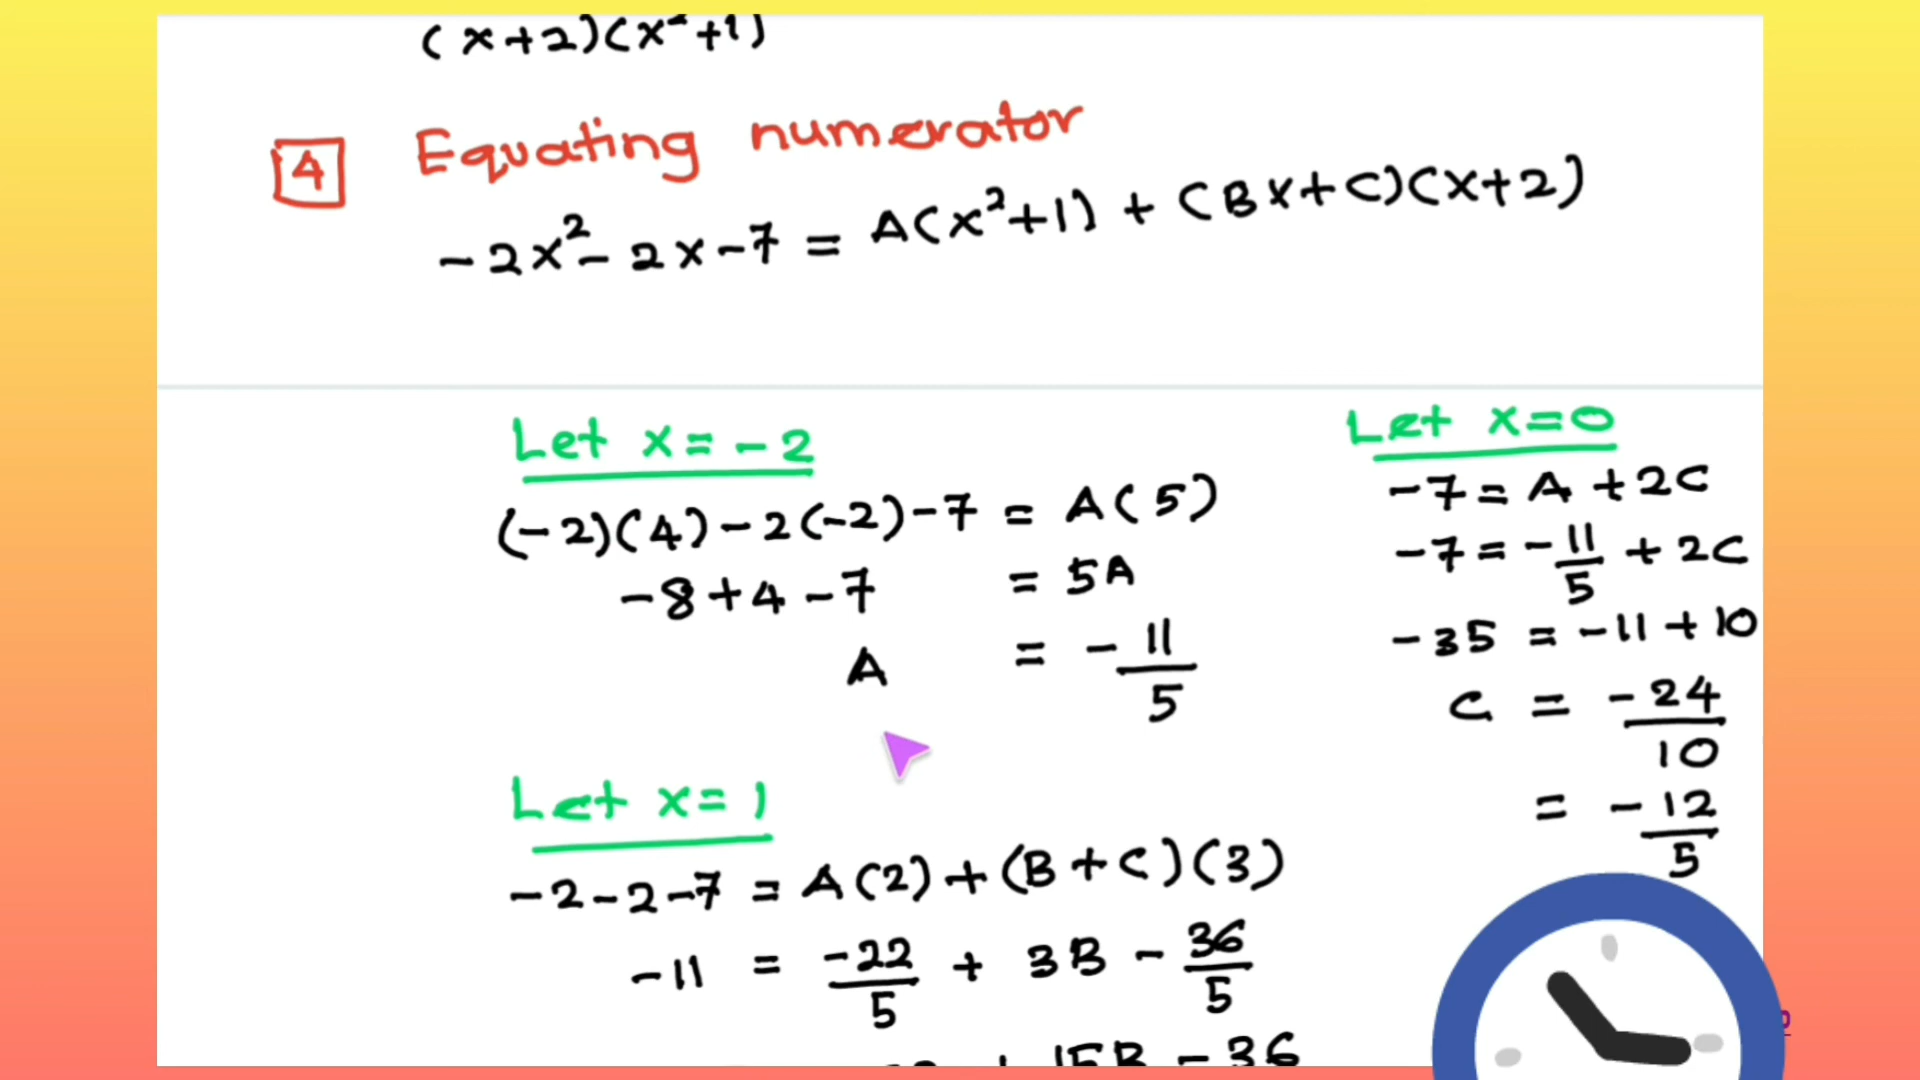 (x+2)(x²+1)
4 Equating numerator
-2x² - 2x - 7 = A(x²+1) + (Bx+C)(x+2)
Let x = -2
(-2)(4) - 2(-2) - 7 = A(5)
-8 + 4 - 7 = 5A
A = -11/5
Let x = 1
-2 - 2 - 7 = A(2) + (B + C)(3)
-11 = -22/5 + 3B - 36/5
+ 15B - 36
Let x=0
-7 = A + 2C
-7 = -11/5 + 2C
-35 = -11 + 10
C = -24/10
= -12/5